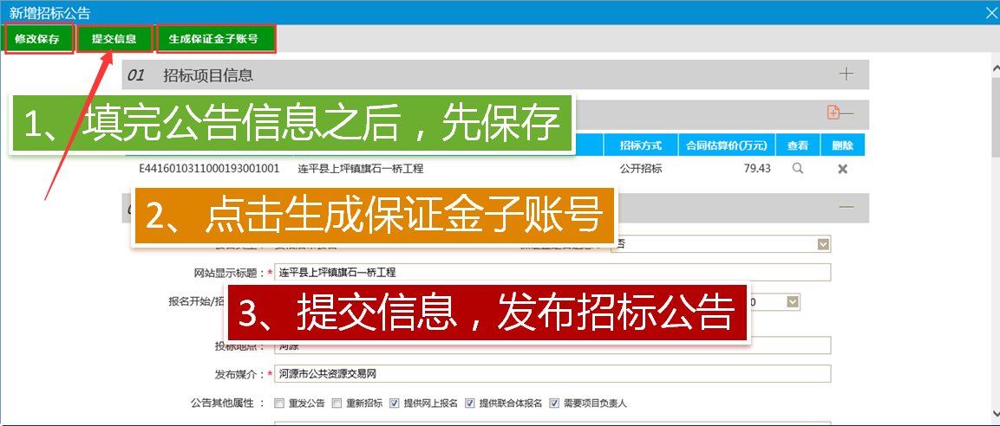 新增招标公告
修改保存 提交信息 生成保证金子账号
01 招标项目信息
1、填完公告信息之后，先保存
招标方式 合同估算价(万元) 查看 删除
E4416010311000193001001 连平县上坪镇旗石一桥工程 公开招标 79.43
2、点击生成保证金子账号
否
网站显示标题：* 连平县上坪镇旗石一桥工程
报名开始/招
3、提交信息，发布招标公告
投标地点： 河源
发布媒介：* 河源市公共资源交易网
公告其他属性： 重发公告 重新招标 提供网上报名 提供联合体报名 需要项目负责人